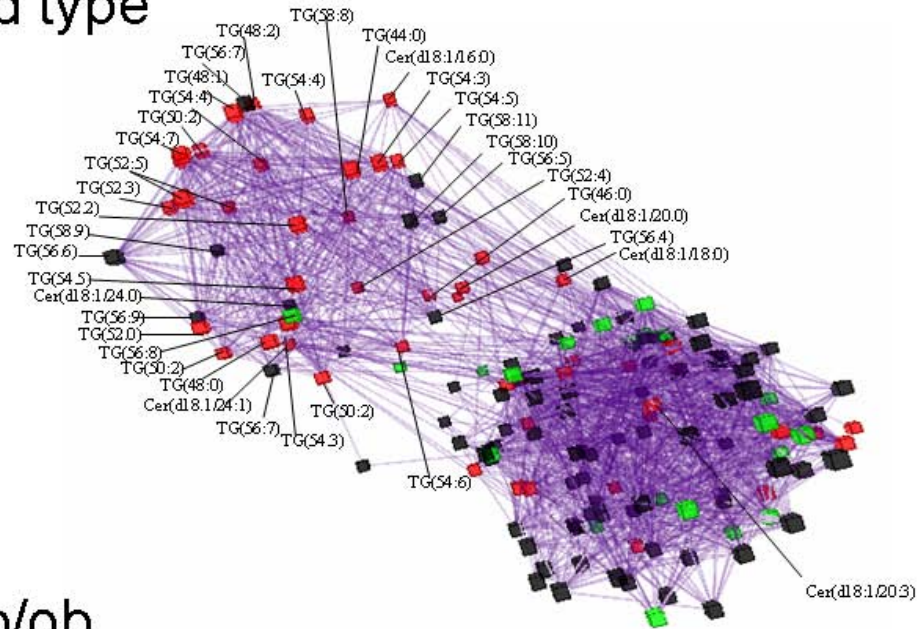 d type
TG(58:8)
TG(48:2)
TG(44:0)
TG(56:7)
Cer(d18:1/16:0)
TG(48:1)
TG(54:4)
TG(54:3)
TG(54:4)
TG(54:5)
TG(50:2)
TG(58:11)
TG(54:7)
TG(58:10)
TG(52:5)
TG(56:5)
TG(52:3)
TG(52:4)
TG(52:2)
TG(46:0)
TG(58:9)
Cer(d18:1/20:0)
TG(56:6)
TG(56:4)
Cer(d18:1/18:0)
TG(54:5)
Cer(d18:1/24:0)
TG(56:9)
TG(52:0)
TG(56:8)
TG(50:2)
TG(48:0)
Cer(d18:1/24:1)
TG(50:2)
TG(56:7)
TG(54:3)
TG(54:6)
Cer(d18:1/20:3)
b/ob